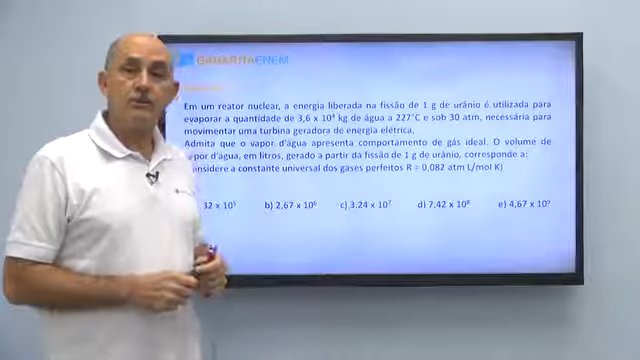 GABARITAENEM
Em um reator nuclear, a energia liberada na fissão de 1 g de urânio é utilizada para
evaporar a quantidade de 3,6 x 10⁴ kg de água a 227°C e sob 30 atm, necessária para
movimentar uma turbina geradora de energia elétrica.
Admita que o vapor d'água apresenta comportamento de gás ideal. O volume de
d'água, em litros, gerado a partir da fissão de 1 g de urânio, corresponde a:
onsidere a constante universal dos gases perfeitos R = 0,082 atm L/mol K)
32 x 10⁵ b) 2,67 x 10⁶ c) 3.24 x 10⁷ d) 7,42 x 10⁸ e) 4,67 x 10⁹